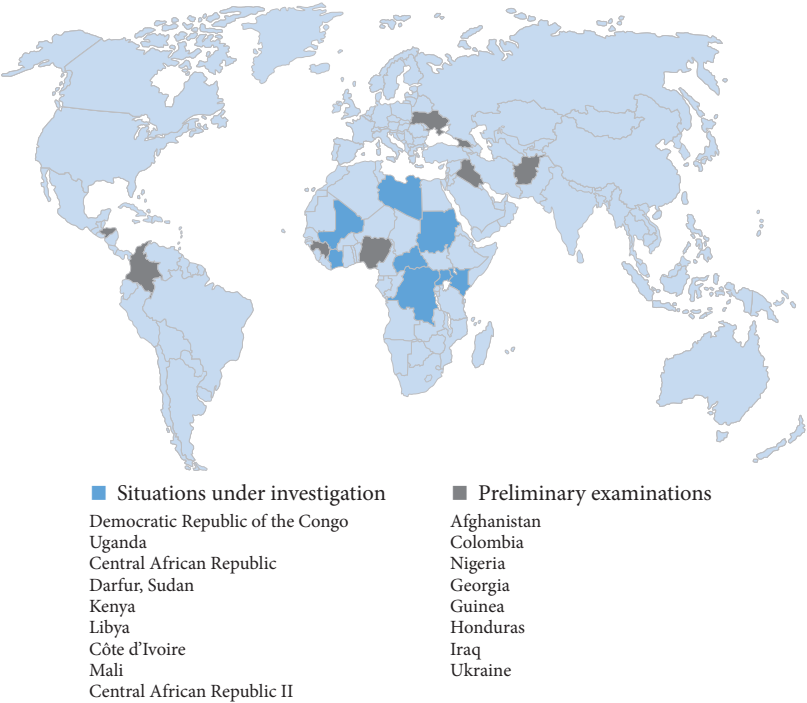 Situations under investigation
Democratic Republic of the Congo
Uganda
Central African Republic
Darfur, Sudan
Kenya
Libya
Côte d’Ivoire
Mali
Central African Republic II
Preliminary examinations
Afghanistan
Colombia
Nigeria
Georgia
Guinea
Honduras
Iraq
Ukraine